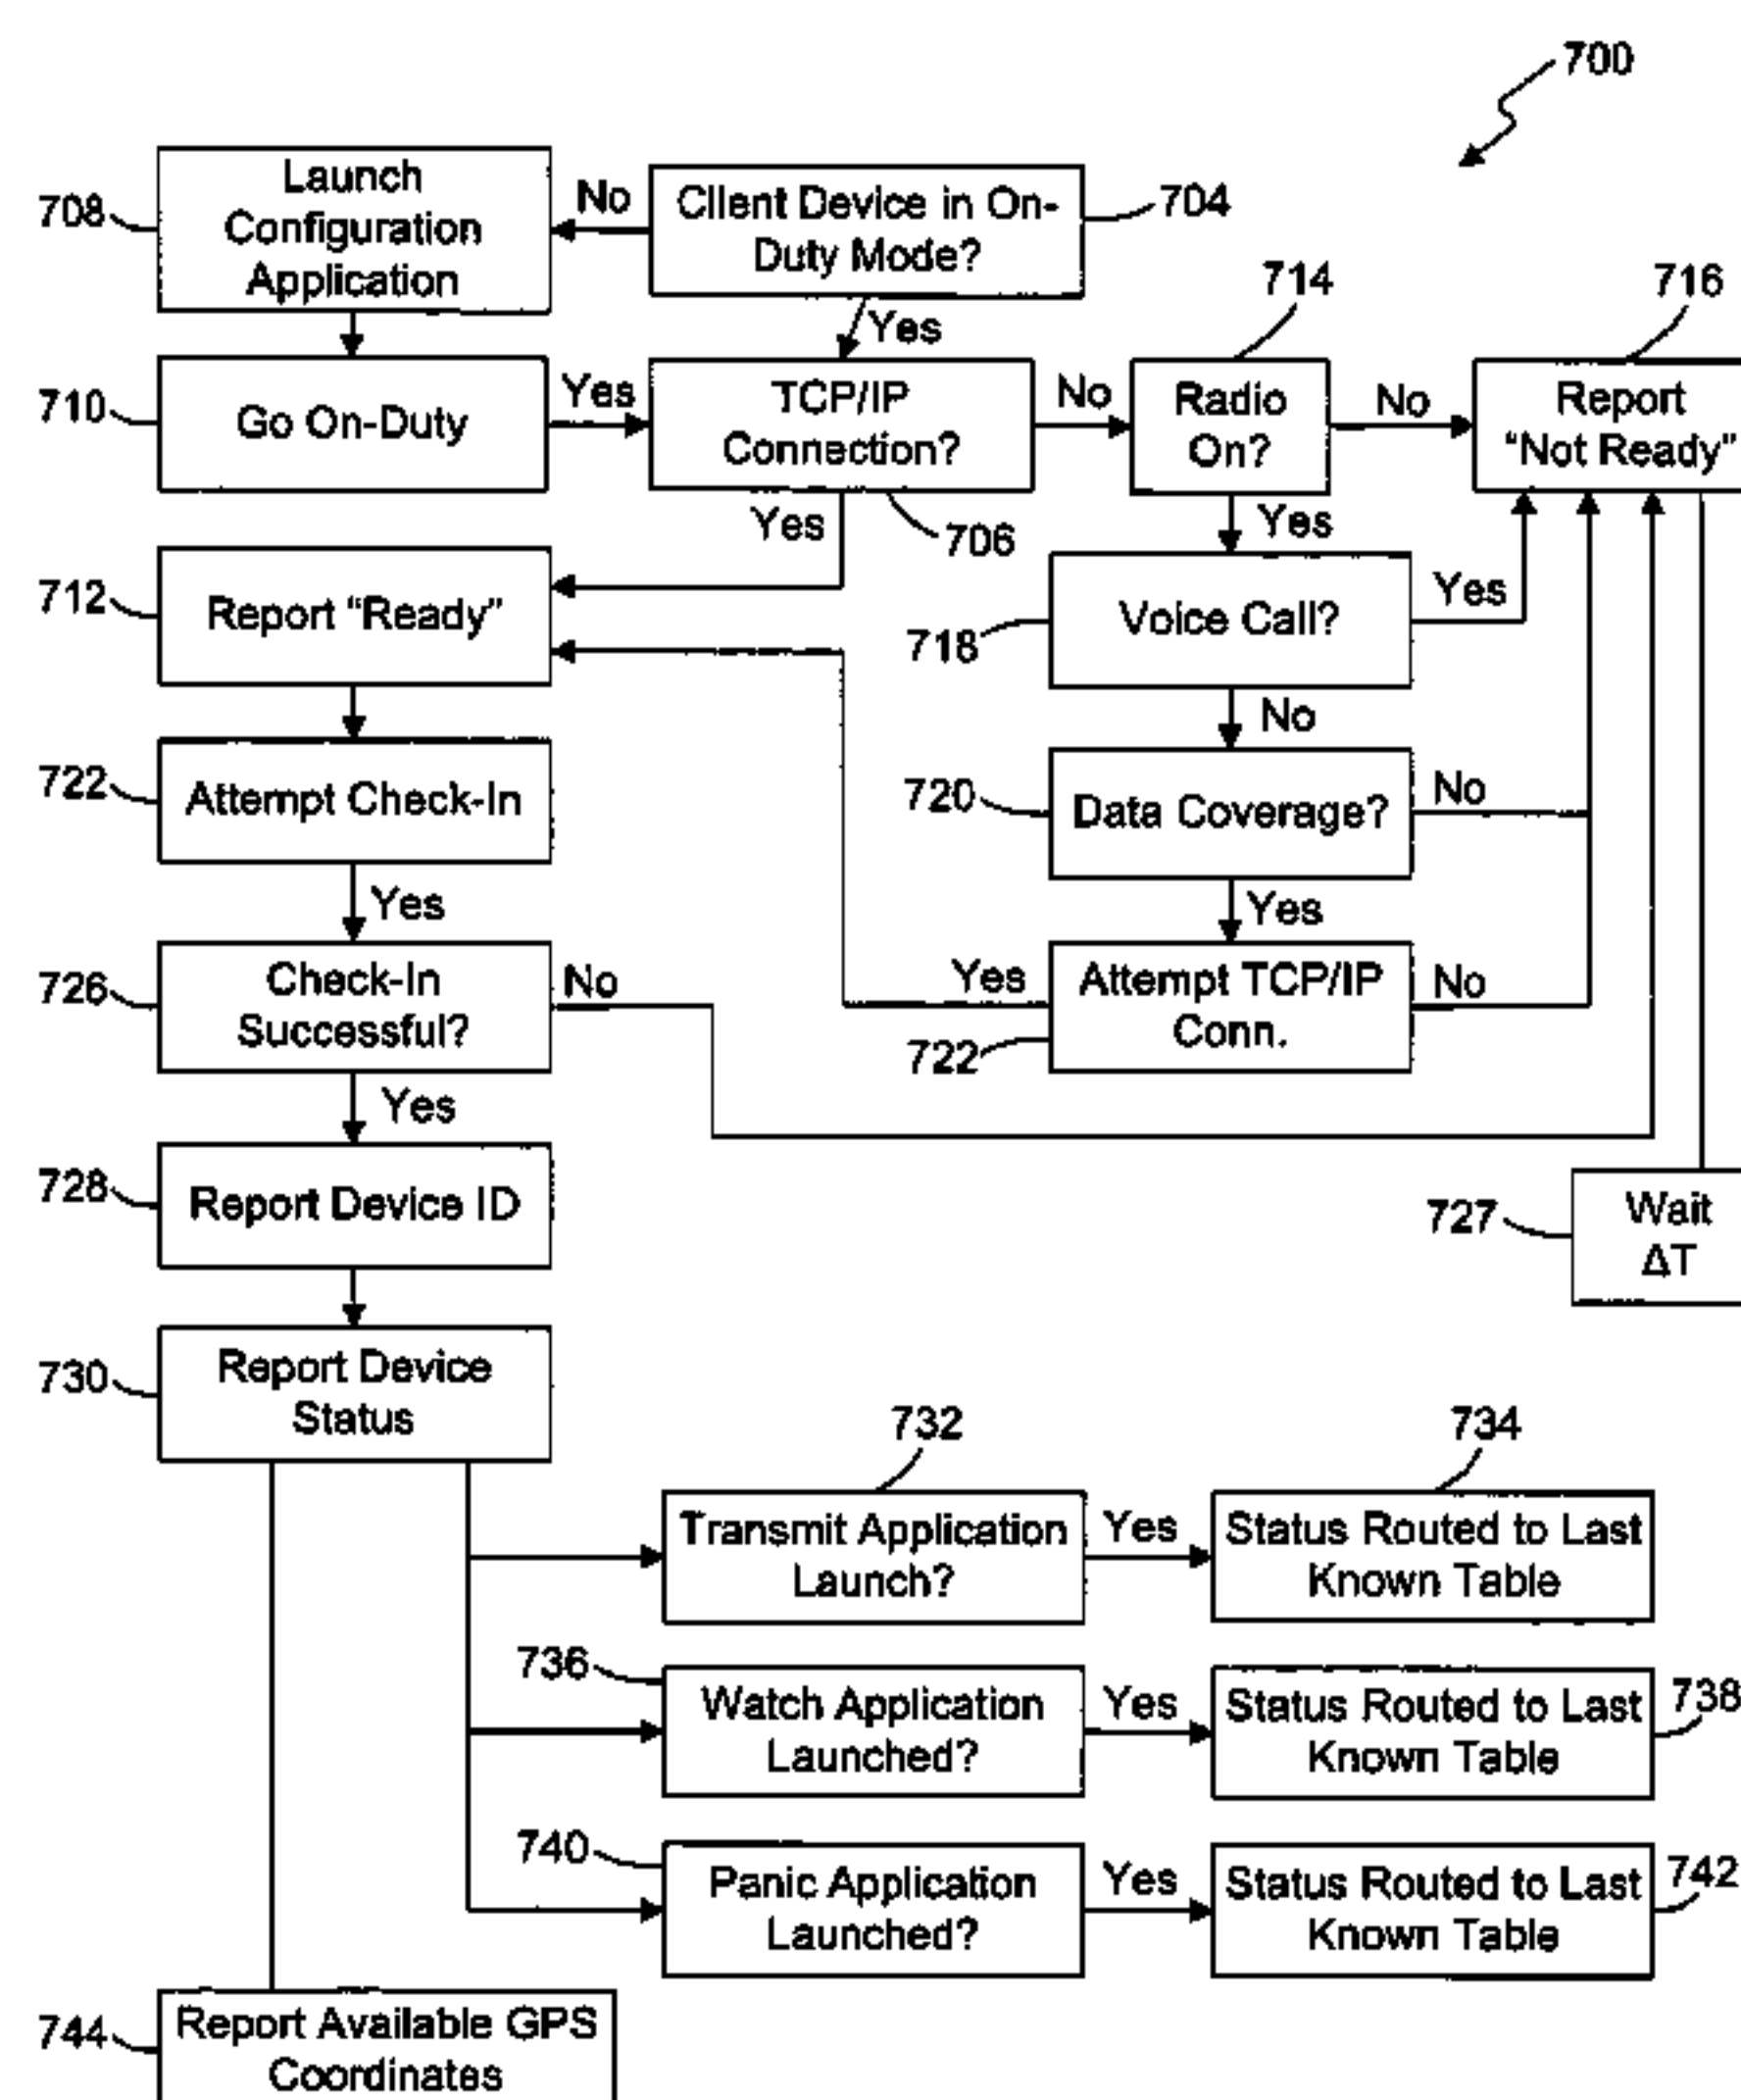 700
Launch
Configuration
Application
708
No
Client Device in On-
Duty Mode?
704
Yes
714
716
710
Go On-Duty
Yes
TCP/IP
Connection?
706
No
Radio
On?
No
Report
“Not Ready”
Yes
Yes
712
Report “Ready”
718
Voice Call?
Yes
No
722
Attempt Check-In
720
Data Coverage?
No
Yes
Yes
726
Check-In
Successful?
No
Yes
Attempt TCP/IP
Conn.
722
No
Yes
728
Report Device ID
727
Wait
ΔT
730
Report Device
Status
732
Transmit Application
Launch?
Yes
734
Status Routed to Last
Known Table
736
Watch Application
Launched?
Yes
Status Routed to Last
Known Table
738
740
Panic Application
Launched?
Yes
Status Routed to Last
Known Table
742
744
Report Available GPS
Coordinates